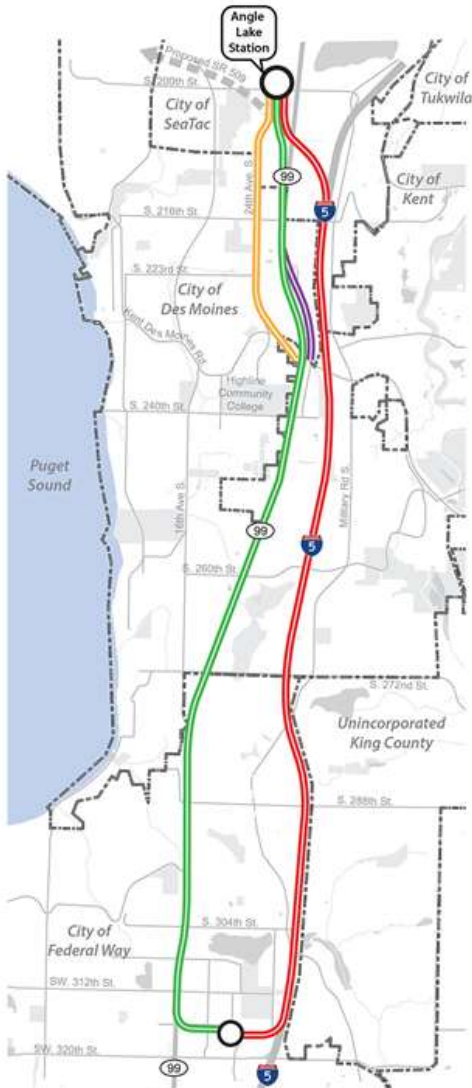 Angle
Lake
Station
Proposed SR 509
S. 200th St.
City of
SeaTac
City of
Tukwila
24th Ave. S.
99
City of
Kent
5
S. 216th St.
S. 223rd St.
City of
Des Moines
Kent Des Moines Rd.
Highline
Community
College
S. 240th St.
Puget
Sound
16th Ave S.
Military Rd S.
99
5
S. 260th St.
S. 272nd St.
Unincorporated
King County
S. 288th St.
City of
Federal Way
S. 304th St.
SW. 312th St.
SW. 320th St.
99
5